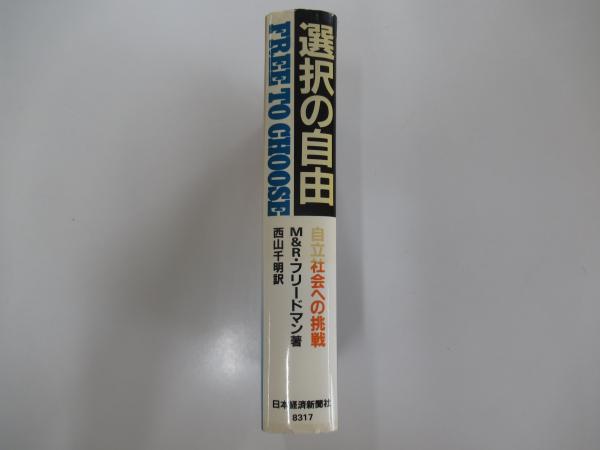 選択の自由
FREE TO CHOOSE
自立社会への挑戦
M&R・フリードマン著
西山千明訳
日本経済新聞社
8317